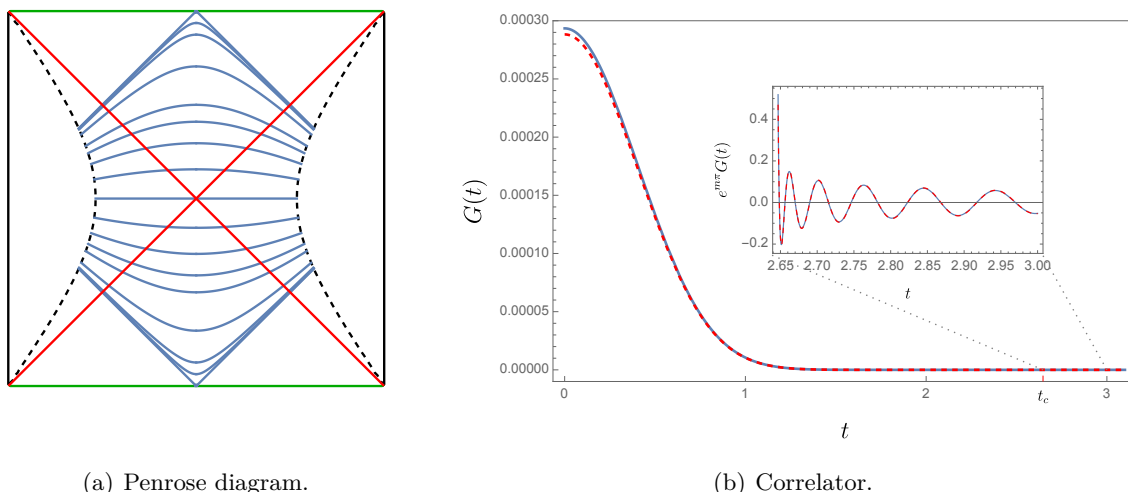 0.00030
0.00025
0.00020
0.00015
0.00010
0.00005
0.00000
G(t)
0 1 2 t_c 3
t
e^{mπ}G(t)
0.4
0.2
0.0
−0.2
2.65 2.70 2.75 2.80 2.85 2.90 2.95 3.00
t
(a) Penrose diagram.
(b) Correlator.